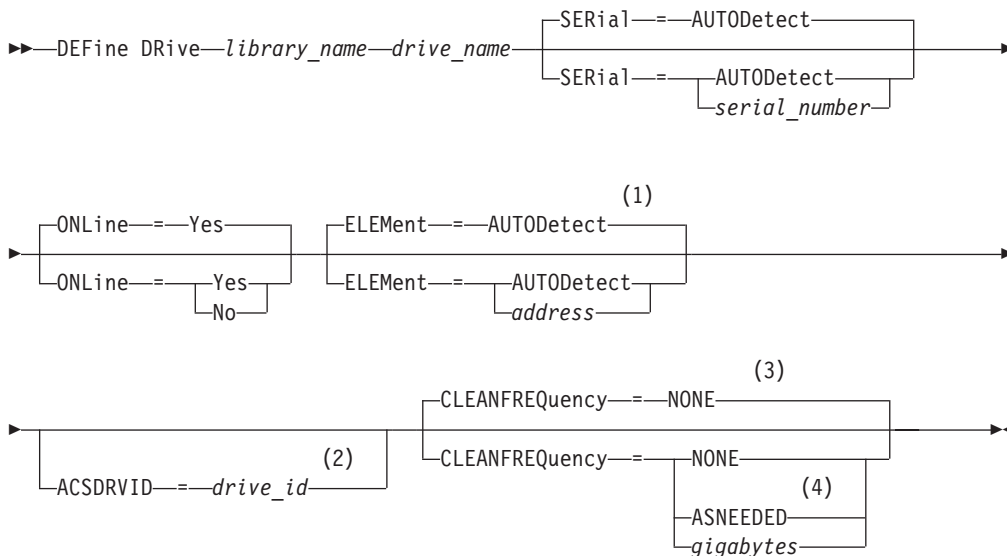 SERial = AUTODetect
DEFine DRive library_name drive_name
SERial = AUTODetect
serial_number
(1)
ONLine = Yes ELEMent = AUTODetect
ONLine = Yes ELEMent = AUTODetect
No address
(3)
CLEANFREQuency = NONE
(2) CLEANFREQuency = NONE
ACSDRVID = drive_id (4)
ASNEEDED
gigabytes